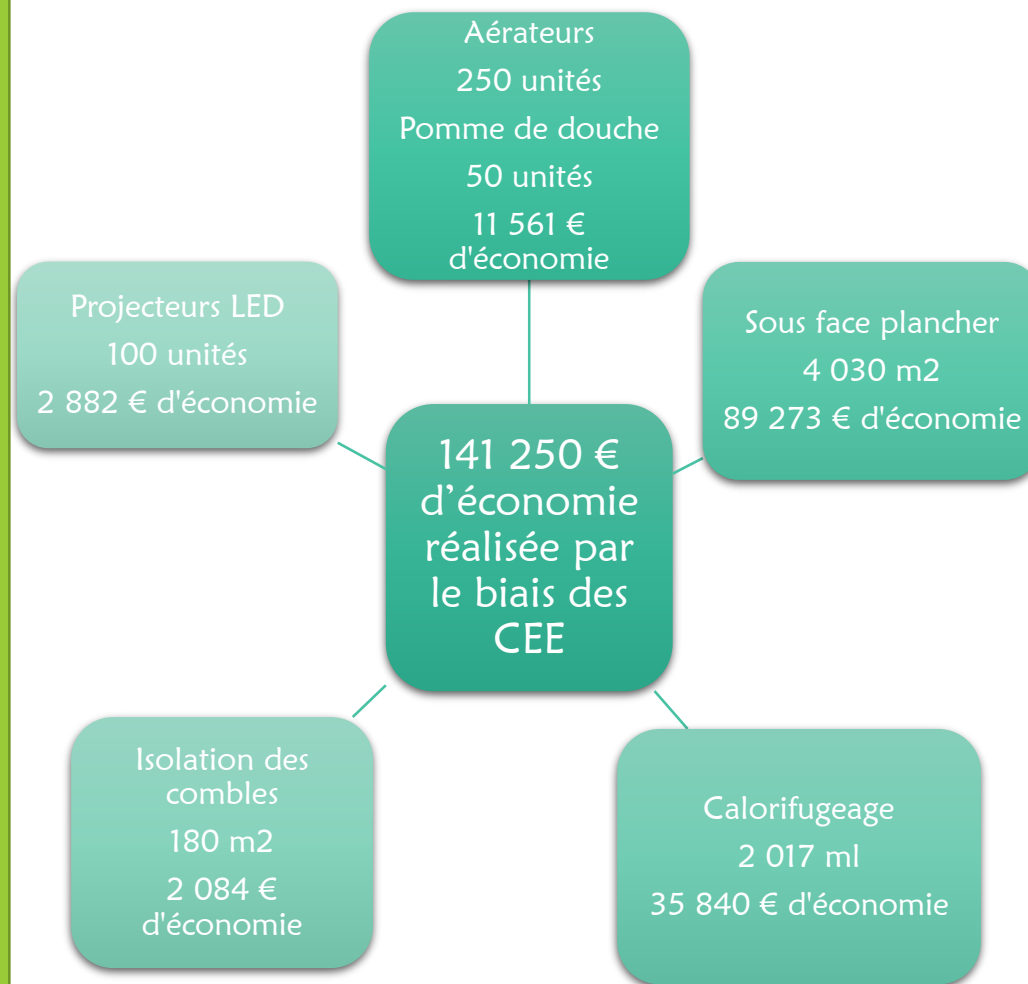 Aérateurs
250 unités
Pomme de douche
50 unités
11 561 €
d'économie
Projecteurs LED
100 unités
2 882 € d'économie
Sous face plancher
4 030 m2
89 273 € d'économie
141 250 €
d’économie
réalisée par
le biais des
CEE
Isolation des
combles
180 m2
2 084 €
d'économie
Calorifugeage
2 017 ml
35 840 € d'économie